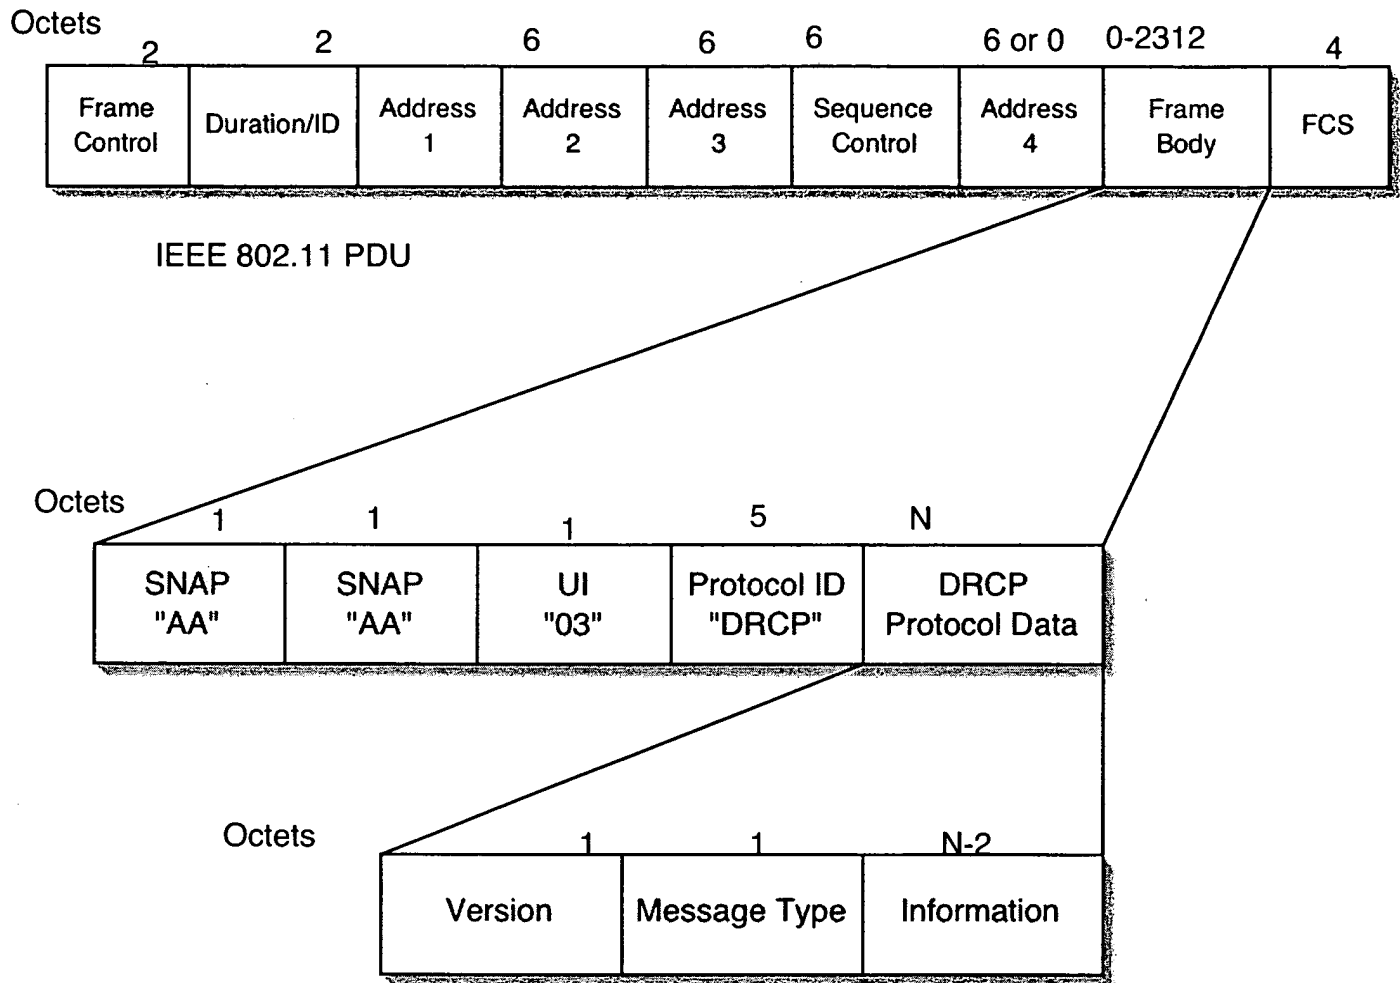 Octets
2 2 6 6 6 6 or 0 0-2312 4
Frame Control
Duration/ID
Address 1
Address 2
Address 3
Sequence Control
Address 4
Frame Body
FCS
IEEE 802.11 PDU
Octets
1 1 1 5 N
SNAP "AA"
SNAP "AA"
UI "03"
Protocol ID "DRCP"
DRCP Protocol Data
Octets
1 1 N-2
Version
Message Type
Information